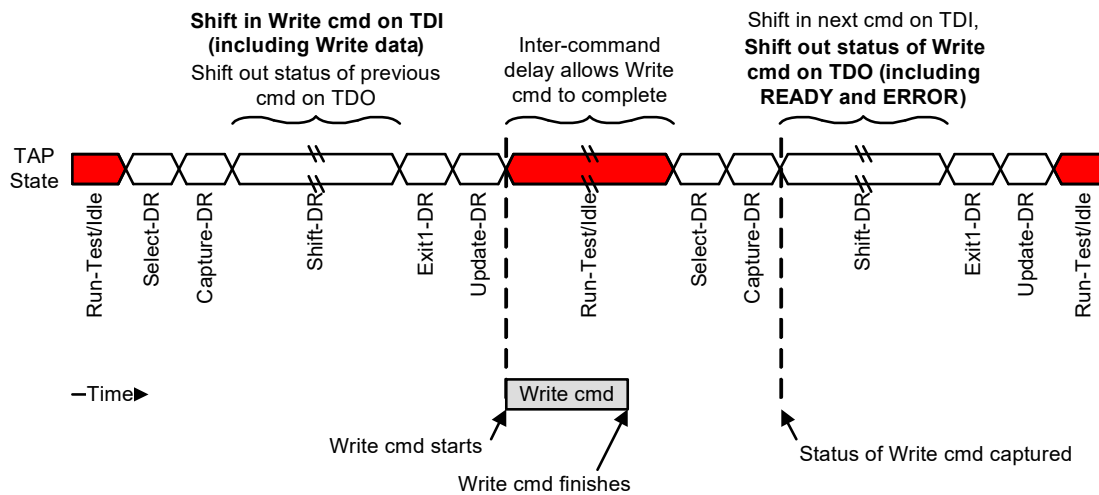 Shift in Write cmd on TDI
(including Write data)
Shift out status of previous
cmd on TDO
Inter-command
delay allows Write
cmd to complete
Shift in next cmd on TDI,
Shift out status of Write
cmd on TDO (including
READY and ERROR)
TAP
State
Run-Test/Idle
Select-DR
Capture-DR
Shift-DR
Exit1-DR
Update-DR
Run-Test/Idle
Select-DR
Capture-DR
Shift-DR
Exit1-DR
Update-DR
Run-Test/Idle
Time
Write cmd
Write cmd starts
Write cmd finishes
Status of Write cmd captured